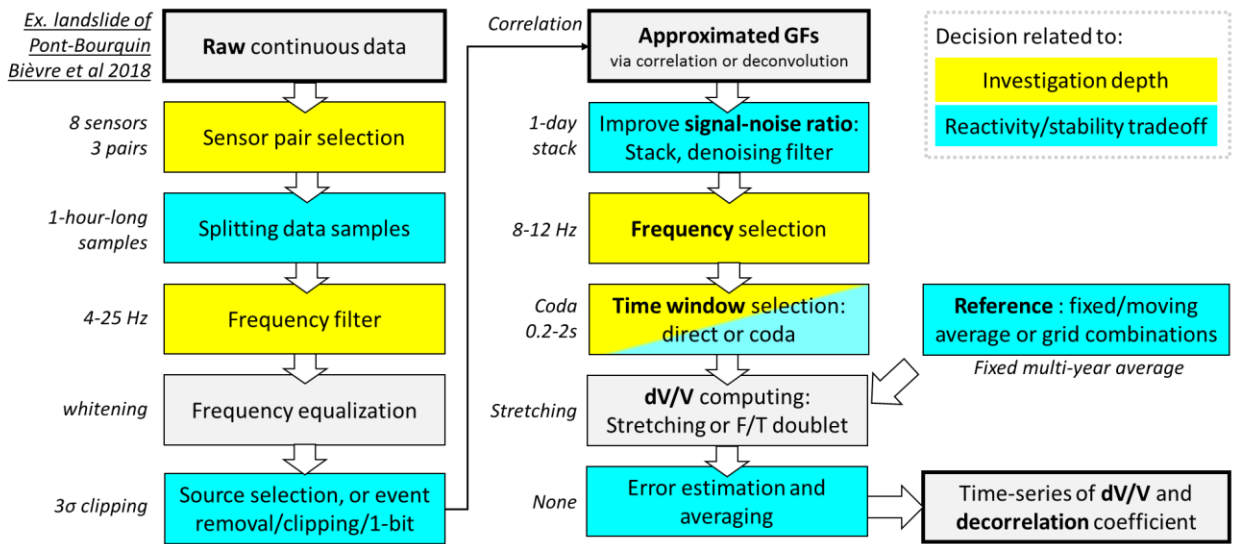 Ex. landslide of
Pont-Bourquin
Bièvre et al 2018
Raw continuous data
8 sensors
3 pairs
Sensor pair selection
1-hour-long
samples
Splitting data samples
4-25 Hz
Frequency filter
whitening
Frequency equalization
3σ clipping
Source selection, or event
removal/clipping/1-bit
Correlation
Approximated GFs
via correlation or deconvolution
1-day
stack
Improve signal-noise ratio:
Stack, denoising filter
8-12 Hz
Frequency selection
Coda
0.2-2s
Time window selection:
direct or coda
Stretching
dV/V computing:
Stretching or F/T doublet
None
Error estimation and
averaging
Decision related to:
Investigation depth
Reactivity/stability tradeoff
Reference : fixed/moving
average or grid combinations
Fixed multi-year average
Time-series of dV/V and
decorrelation coefficient